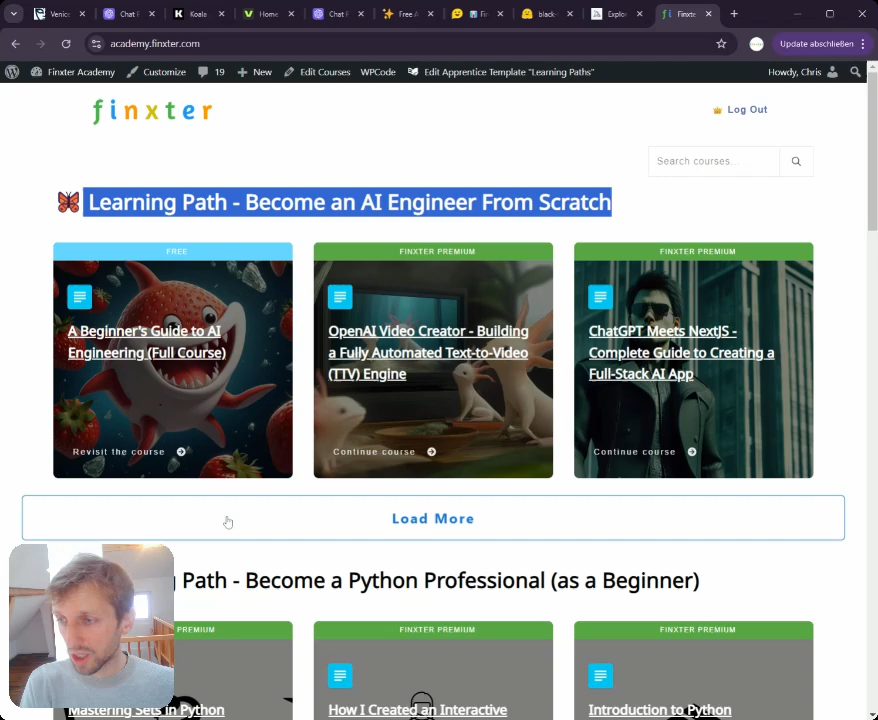 Venice
Chat F
Koala
Home
Chat F
Free A
Fin
black-
Explor
Finxte
academy.finxter.com
Update abschließen
Finxter Academy
Customize
19
New
Edit Courses
WPCode
Edit Apprentice Template "Learning Paths"
Howdy, Chris
finxter
Log Out
Search courses...
Learning Path - Become an AI Engineer From Scratch
FREE
FINXTER PREMIUM
FINXTER PREMIUM
A Beginner's Guide to AI
Engineering (Full Course)
Revisit the course
OpenAI Video Creator - Building
a Fully Automated Text-to-Video
(TTV) Engine
Continue course
ChatGPT Meets NextJS -
Complete Guide to Creating a
Full-Stack AI App
Continue course
Load More
Path - Become a Python Professional (as a Beginner)
PREMIUM
FINXTER PREMIUM
FINXTER PREMIUM
Mastering Sets in Python
How I Created an Interactive
Introduction to Python